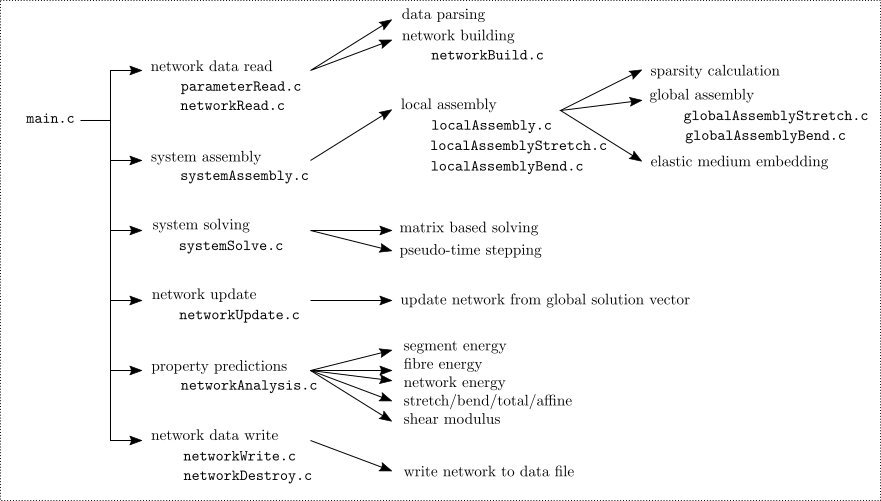 main.c
network data read
parameterRead.c
networkRead.c
data parsing
network building
networkBuild.c
system assembly
systemAssembly.c
local assembly
localAssembly.c
localAssemblyStretch.c
localAssemblyBend.c
sparsity calculation
global assembly
globalAssemblyStretch.c
globalAssemblyBend.c
elastic medium embedding
system solving
systemSolve.c
matrix based solving
pseudo-time stepping
network update
networkUpdate.c
update network from global solution vector
property predictions
networkAnalysis.c
segment energy
fibre energy
network energy
stretch/bend/total/affine
shear modulus
network data write
networkWrite.c
networkDestroy.c
write network to data file